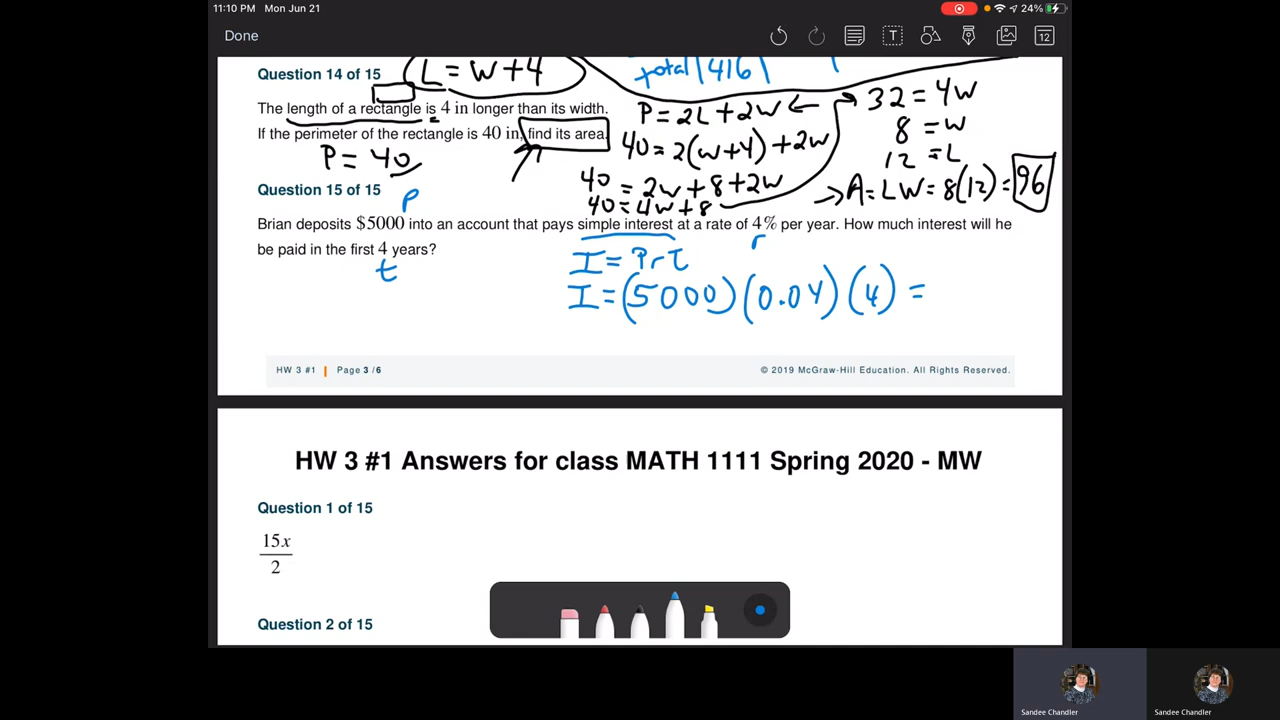 11:10 PM Mon Jun 21
24%
Done
T
12
Question 14 of 15
L = w + 4
total | 416 |
The length of a rectangle is 4 in longer than its width.
If the perimeter of the rectangle is 40 in, find its area.
P = 40
P = 2L + 2w
40 = 2(w+4) + 2w
40 = 2w + 8 + 2w
40 = 4w + 8
32 = 4w
8 = w
12 = L
A = LW = 8(12) = 96
Question 15 of 15
P
Brian deposits $5000 into an account that pays simple interest at a rate of 4% per year. How much interest will he
r
be paid in the first 4 years?
t
I = Prt
I = (5000)(0.04)(4) =
HW 3 #1 | Page 3 /6
© 2019 McGraw-Hill Education. All Rights Reserved.
HW 3 #1 Answers for class MATH 1111 Spring 2020 - MW
Question 1 of 15
15x
2
Question 2 of 15
Sandee Chandler
Sandee Chandler